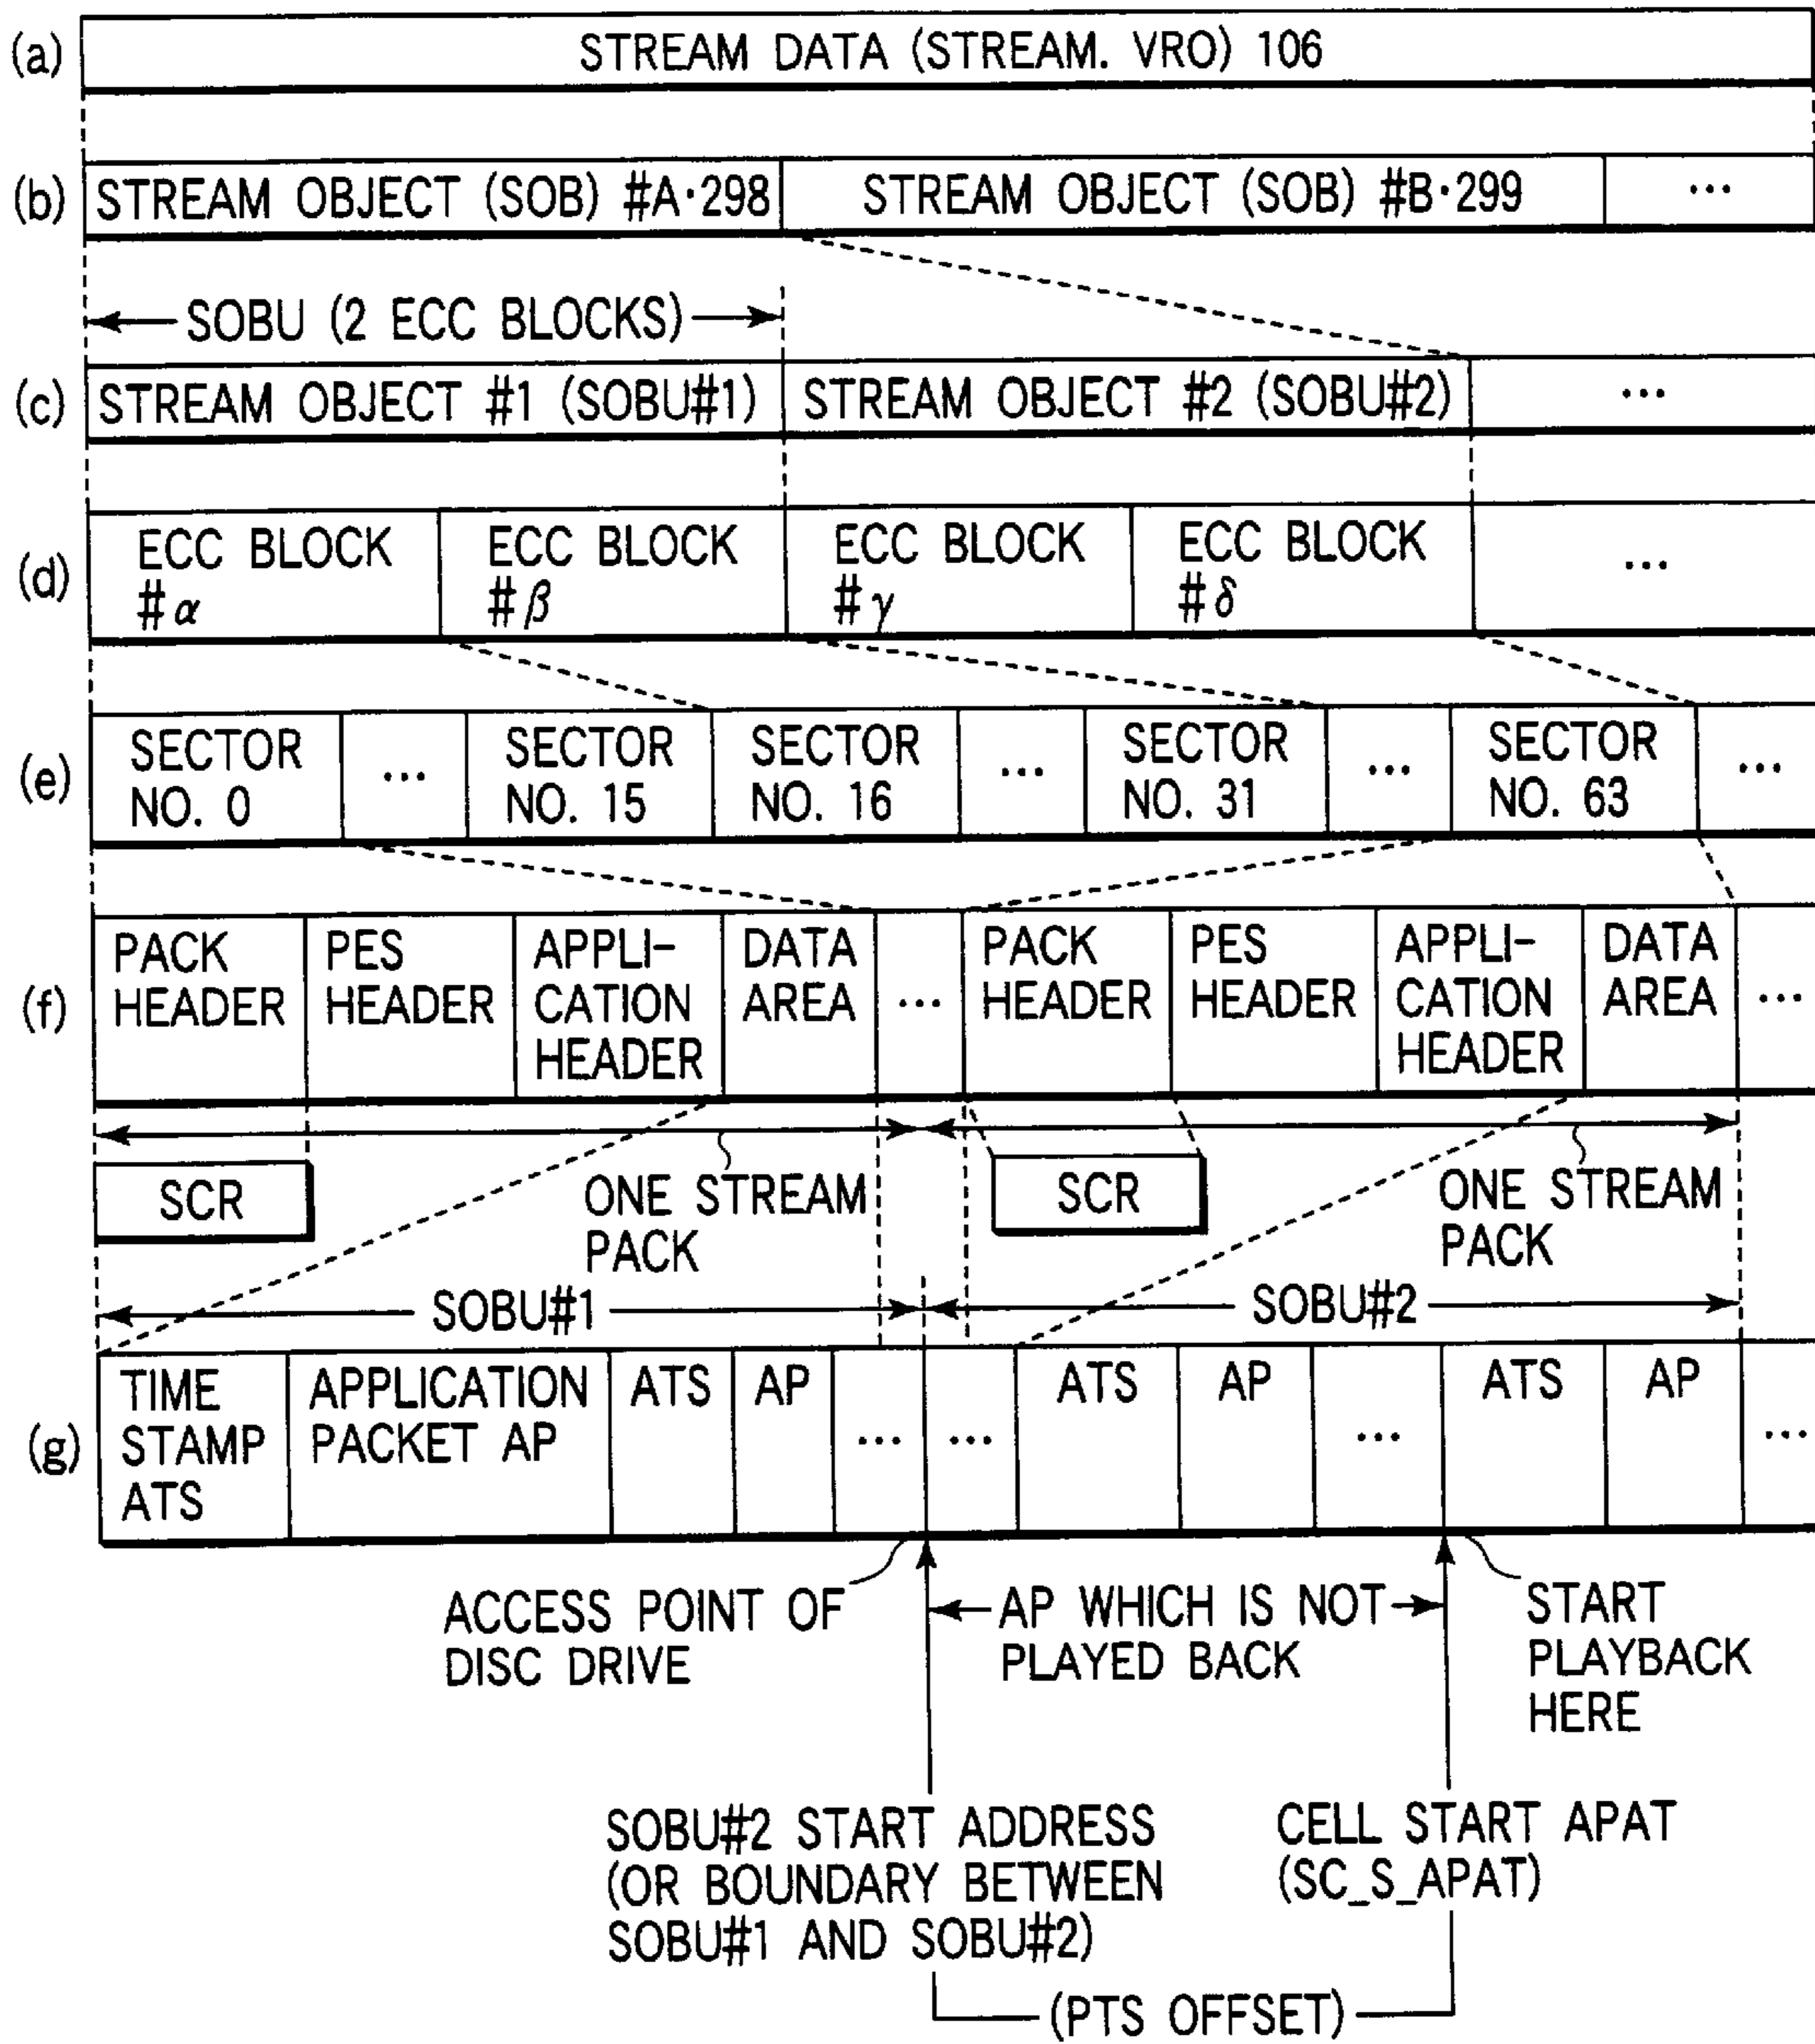 (a)
STREAM DATA (STREAM. VRO) 106
(b)
STREAM OBJECT (SOB) #A·298
STREAM OBJECT (SOB) #B·299
...
SOBU (2 ECC BLOCKS)
(c)
STREAM OBJECT #1 (SOBU#1)
STREAM OBJECT #2 (SOBU#2)
...
(d)
ECC BLOCK
#α
ECC BLOCK
#β
ECC BLOCK
#γ
ECC BLOCK
#δ
...
(e)
SECTOR
NO. 0
...
SECTOR
NO. 15
SECTOR
NO. 16
...
SECTOR
NO. 31
...
SECTOR
NO. 63
...
(f)
PACK
HEADER
PES
HEADER
APPLI-
CATION
HEADER
DATA
AREA
...
PACK
HEADER
PES
HEADER
APPLI-
CATION
HEADER
DATA
AREA
...
SCR
ONE STREAM
PACK
SCR
ONE STREAM
PACK
SOBU#1
SOBU#2
(g)
TIME
STAMP
ATS
APPLICATION
PACKET AP
ATS
AP
...
...
ATS
AP
...
ATS
AP
...
ACCESS POINT OF
DISC DRIVE
AP WHICH IS NOT
PLAYED BACK
START
PLAYBACK
HERE
SOBU#2 START ADDRESS
(OR BOUNDARY BETWEEN
SOBU#1 AND SOBU#2)
CELL START APAT
(SC_S_APAT)
(PTS OFFSET)